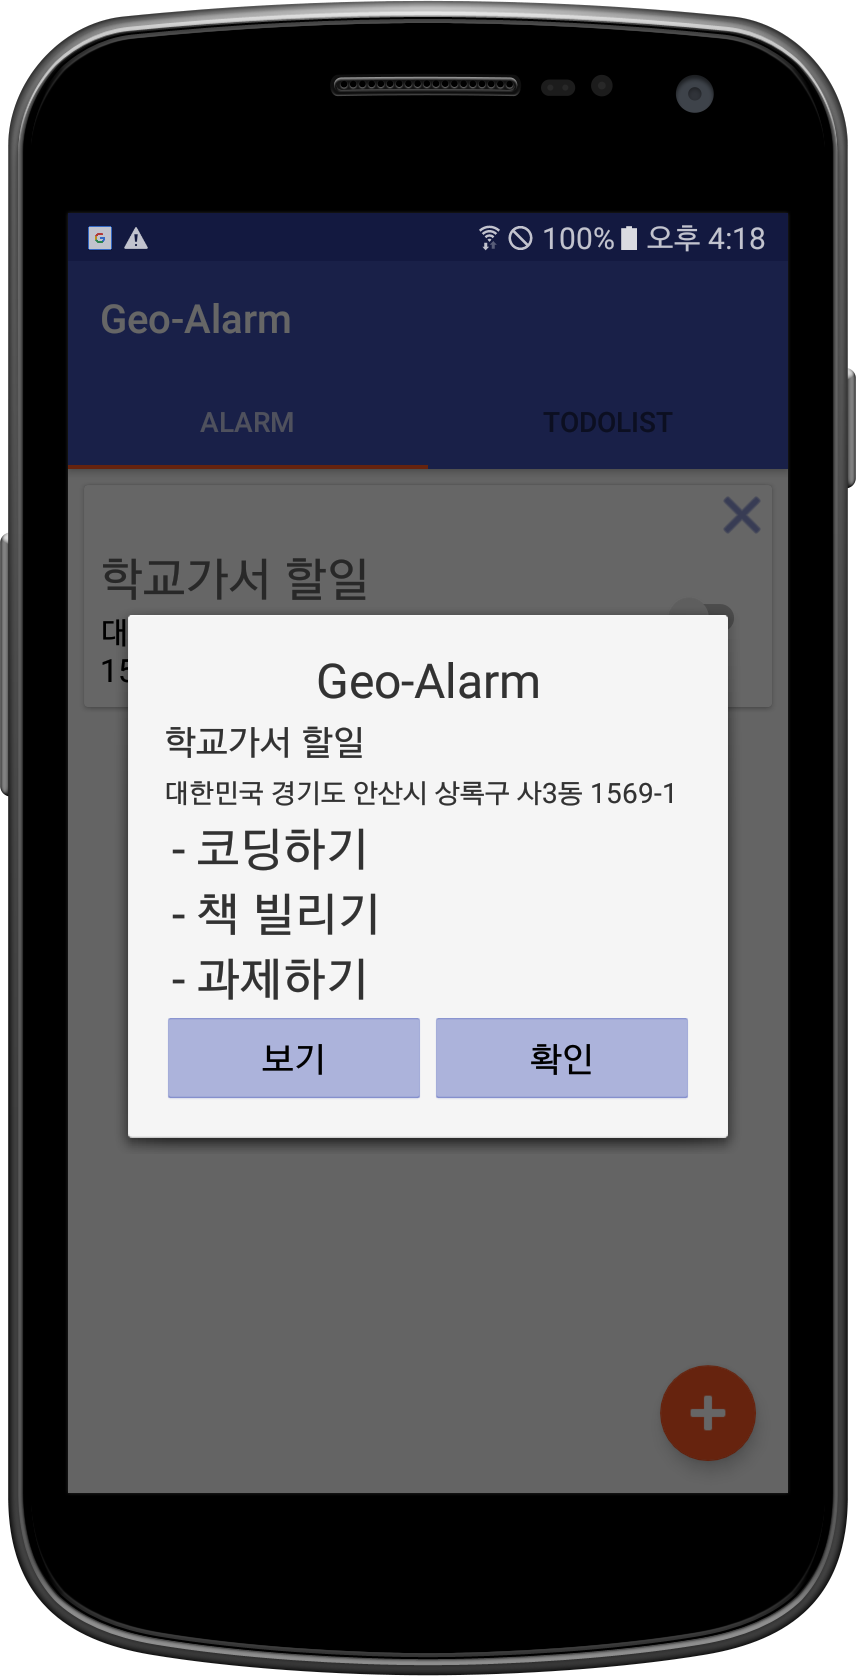 100% 오후 4:18
Geo-Alarm
ALARM TODOLIST
학교가서 할일
대
15
Geo-Alarm
학교가서 할일
대한민국 경기도 안산시 상록구 사3동 1569-1
- 코딩하기
- 책 빌리기
- 과제하기
보기 확인